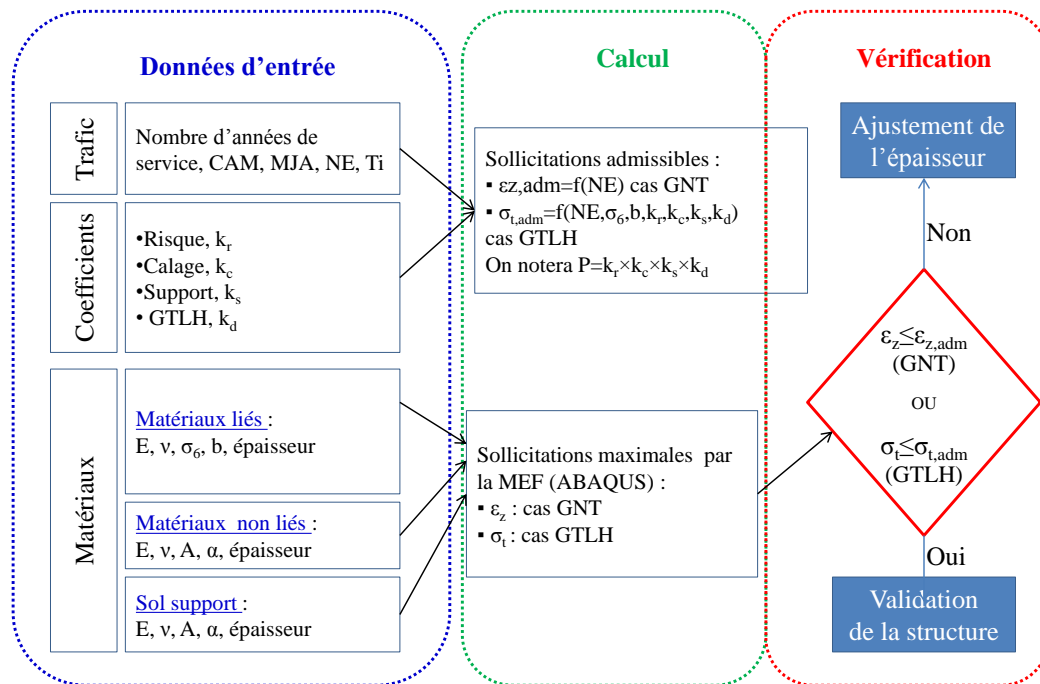 Données d'entrée
Trafic
Nombre d'années de
service, CAM, MJA, NE, Ti
Coefficients
•Risque, kr
•Calage, kc
•Support, ks
• GTLH, kd
Matériaux
Matériaux liés :
E, ν, σ6, b, épaisseur
Matériaux non liés :
E, ν, A, α, épaisseur
Sol support :
E, ν, A, α, épaisseur
Calcul
Sollicitations admissibles :
▪ εz,adm=f(NE) cas GNT
▪ σt,adm=f(NE,σ6,b,kr,kc,ks,kd)
cas GTLH
On notera P=kr×kc×ks×kd
Sollicitations maximales par
la MEF (ABAQUS) :
▪ εz : cas GNT
▪ σt : cas GTLH
Vérification
Ajustement de
l'épaisseur
Non
εz≤εz,adm
(GNT)
OU
σt≤σt,adm
(GTLH)
Oui
Validation
de la structure